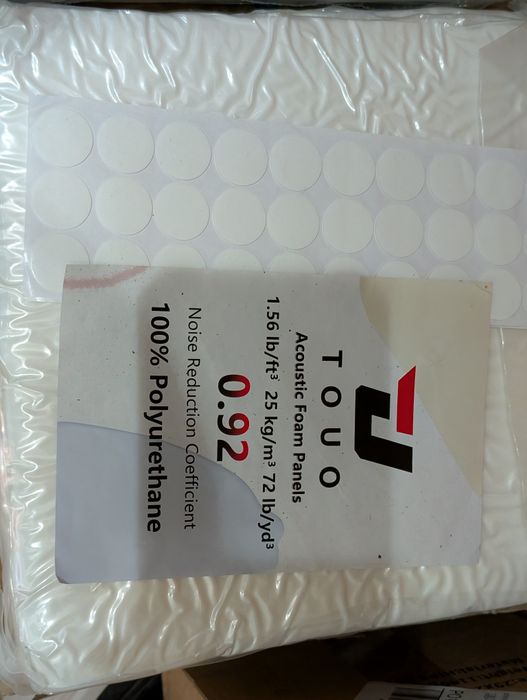 TOUO
Acoustic Foam Panels
1.56 lb/ft³ 25 kg/m³ 72 lb/yd³
0.92
Noise Reduction Coefficient
100% Polyurethane